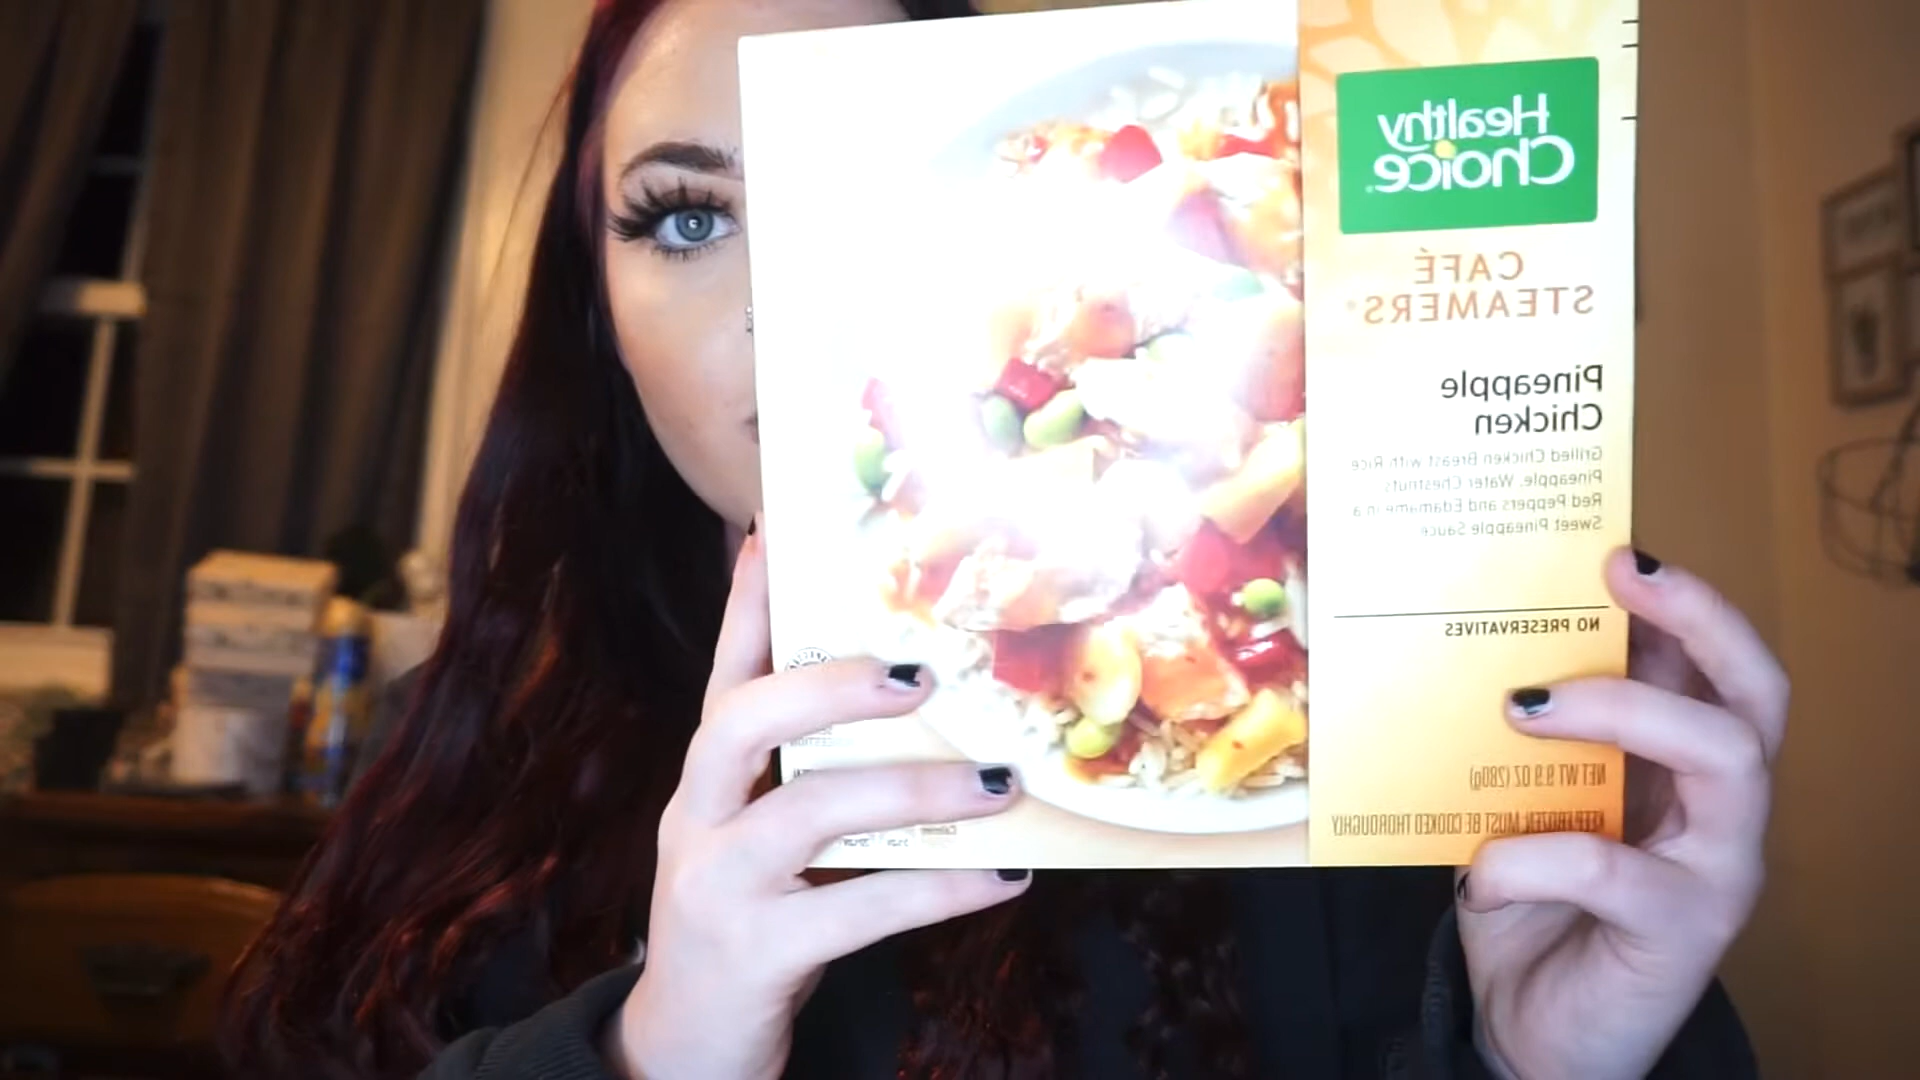 Healthy
Choice®
CAFÉ
STEAMERS®
Pineapple
Chicken
Grilled Chicken Breast with Rice
Pineapple, Water Chestnuts
Red Peppers and Edamame in a
Sweet Pineapple Sauce
NO PRESERVATIVES
NET WT 9.9 OZ (280g)
KEEP FROZEN. MUST BE COOKED THOROUGHLY.